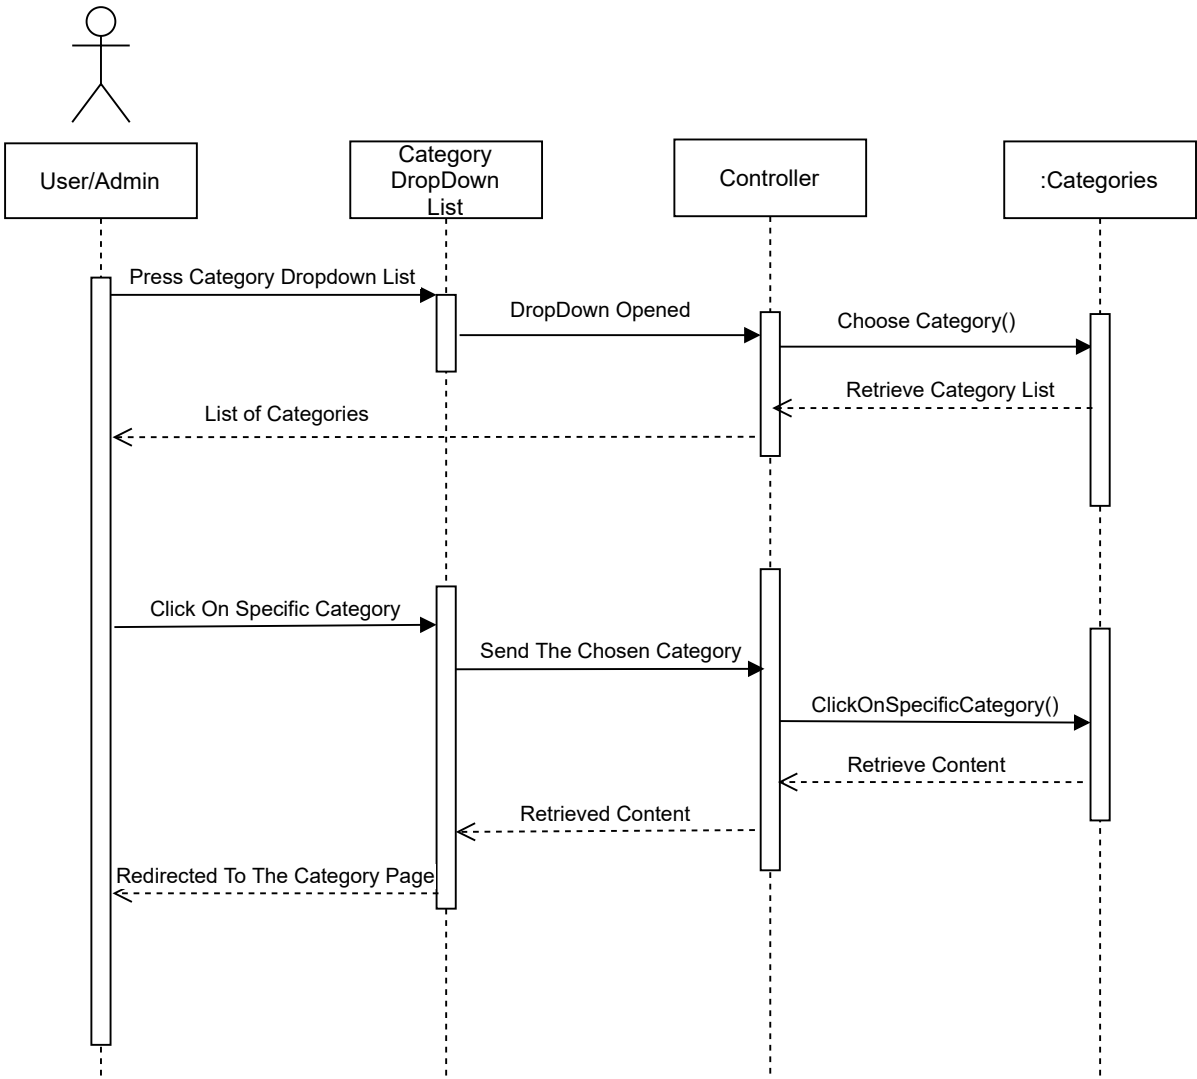 User/Admin
Category
DropDown
List
Controller
:Categories
Press Category Dropdown List
DropDown Opened
Choose Category()
Retrieve Category List
List of Categories
Click On Specific Category
Send The Chosen Category
ClickOnSpecificCategory()
Retrieve Content
Retrieved Content
Redirected To The Category Page